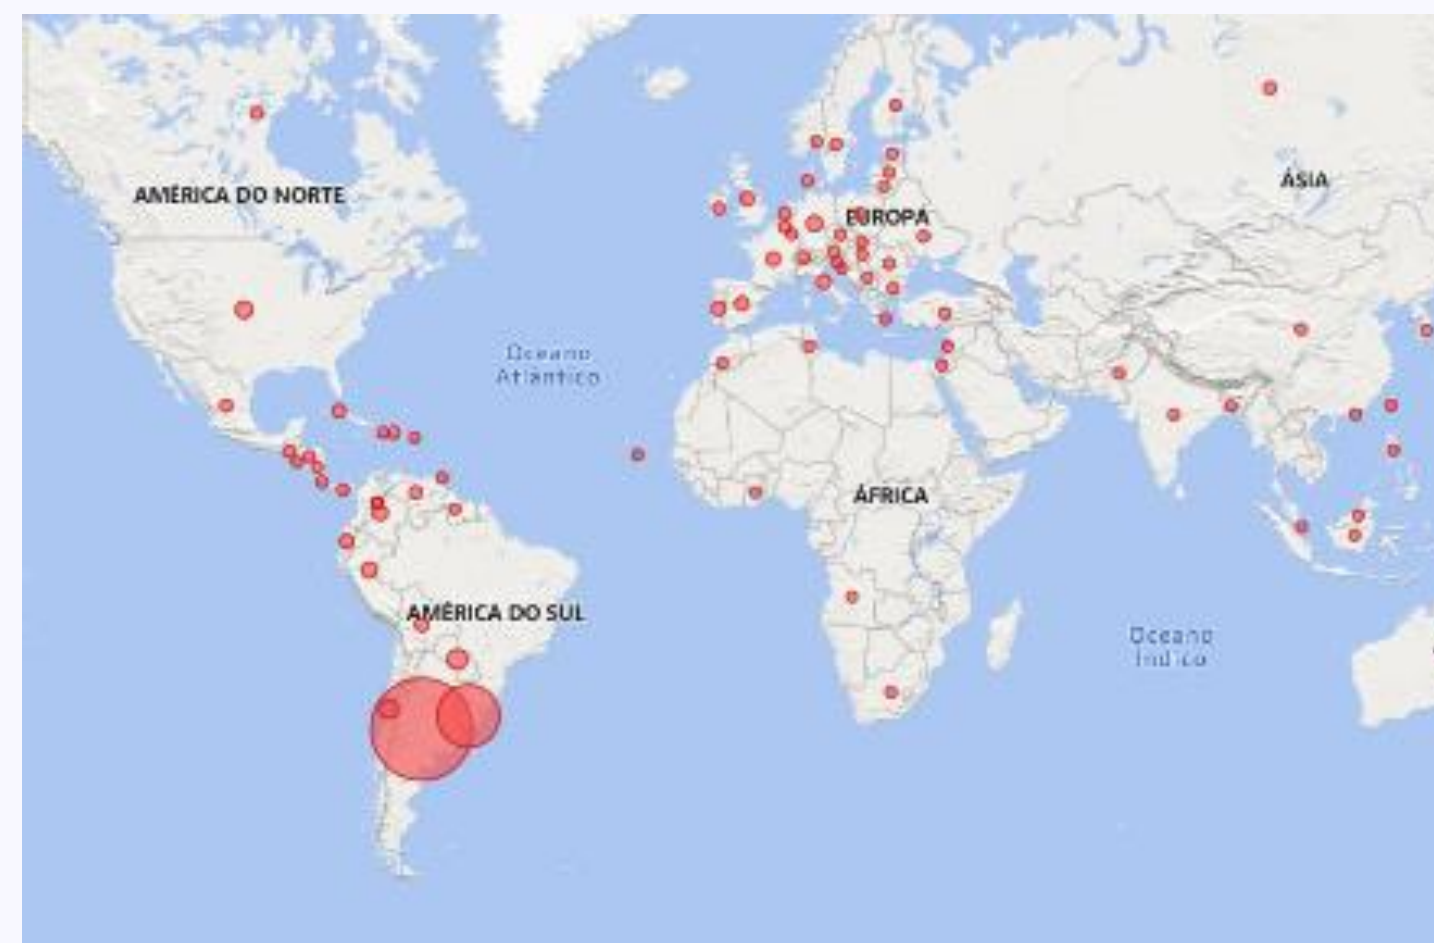 AMÉRICA DO NORTE
ÁSIA
EUROPA
Oceano
Atlântico
ÁFRICA
AMÉRICA DO SUL
Oceano
Índico